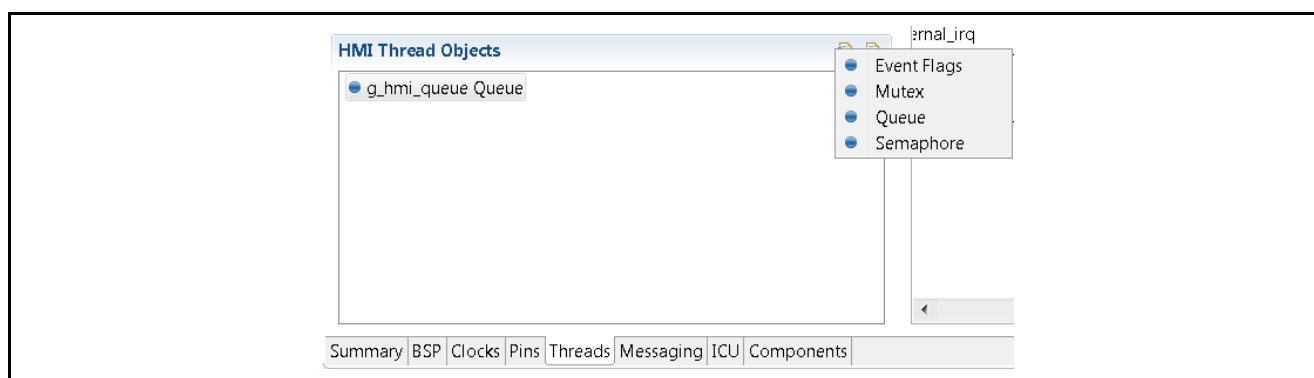 ernal_irq
HMI Thread Objects
Event Flags
g_hmi_queue Queue
Mutex
Queue
Semaphore
Summary BSP Clocks Pins Threads Messaging ICU Components